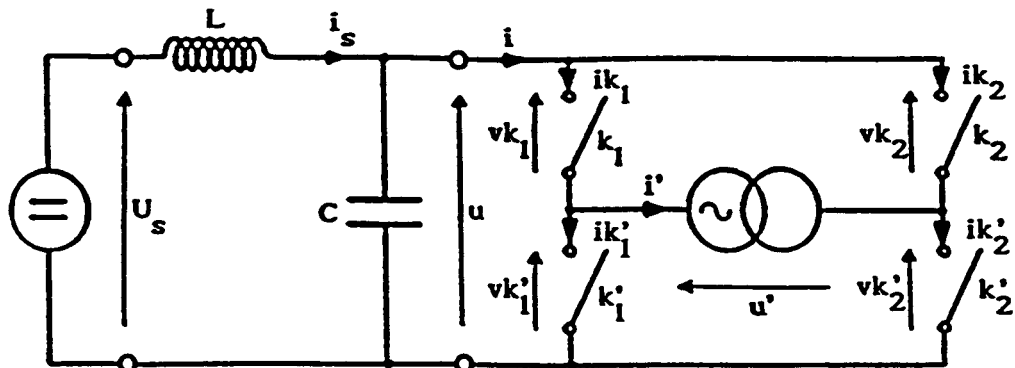 L
i_s
i
ik_1
ik_2
vk_1
k_1
vk_2
k_2
U_s
C
u
i'
ik'_1
ik'_2
vk'_1
k'_1
u'
vk'_2
k'_2